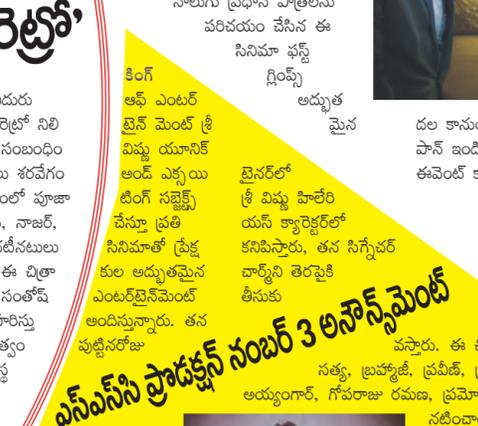 రెట్రో’
రెట్రో నిలి
సంబంధం
శరవేగం
లో పూజా
నాజర్,
నటీనటులు
ఈ చిత్రా
సంతోష్
నాలుగు ప్రధాన పాత్రలను
పరిచయం చేసిన ఈ
సినిమా ఫస్ట్
గ్లింప్స్
అద్భుత
మైన
కింగ్
ఆఫ్ ఎంటర్
టైన్ మెంట్ శ్రీ
విష్ణు యూనిక్
అండ్ ఎక్సయి
టింగ్ సబ్జెక్ట్స్
చేస్తూ ప్రతి
సినిమాతో ప్రేక్ష
కుల అద్భుతమైన
ఎంటర్‌టైన్‌మెంట్
అందిస్తున్నారు. తన
పుట్టినరోజు
టైనర్‌లో
శ్రీ విష్ణు హిలేరి
యస్ క్యారెక్టర్‌లో
కనిపిస్తారు, తన సిగ్నేచర్
చార్మ్‌ని తెరపైకి
తీసుకు
ఎస్ఎస్‌సి ప్రొడక్షన్ నంబర్ 3 అనౌన్స్‌మెంట్
వస్తారు. ఈ
సత్య, బ్రహ్మాజీ, ప్రవీణ్,
అయ్యంగార్, గోపరాజు రమణ,
దల
పాన్
ఈవెంట్